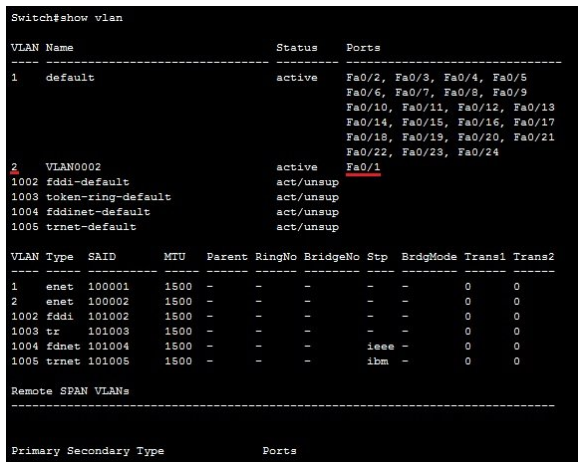 Switch#show vlan
VLAN Name                             Status    Ports
---- -------------------------------- --------- -------------------------------
1    default                          active    Fa0/2, Fa0/3, Fa0/4, Fa0/5
                                                Fa0/6, Fa0/7, Fa0/8, Fa0/9
                                                Fa0/10, Fa0/11, Fa0/12, Fa0/13
                                                Fa0/14, Fa0/15, Fa0/16, Fa0/17
                                                Fa0/18, Fa0/19, Fa0/20, Fa0/21
                                                Fa0/22, Fa0/23, Fa0/24
2    VLAN0002                         active    Fa0/1
1002 fddi-default                     act/unsup
1003 token-ring-default               act/unsup
1004 fddinet-default                  act/unsup
1005 trnet-default                    act/unsup
VLAN Type  SAID       MTU   Parent RingNo BridgeNo Stp  BrdgMode Trans1 Trans2
---- ----- ---------- ----- ------ ------ -------- ---- -------- ------ ------
1    enet  100001     1500  -      -      -        -    -        0      0
2    enet  100002     1500  -      -      -        -    -        0      0
1002 fddi  101002     1500  -      -      -        -    -        0      0
1003 tr    101003     1500  -      -      -        -    -        0      0
1004 fdnet 101004     1500  -      -      -        ieee -        0      0
1005 trnet 101005     1500  -      -      -        ibm  -        0      0
Remote SPAN VLANs
------------------------------------------------------------------------------
Primary Secondary Type              Ports